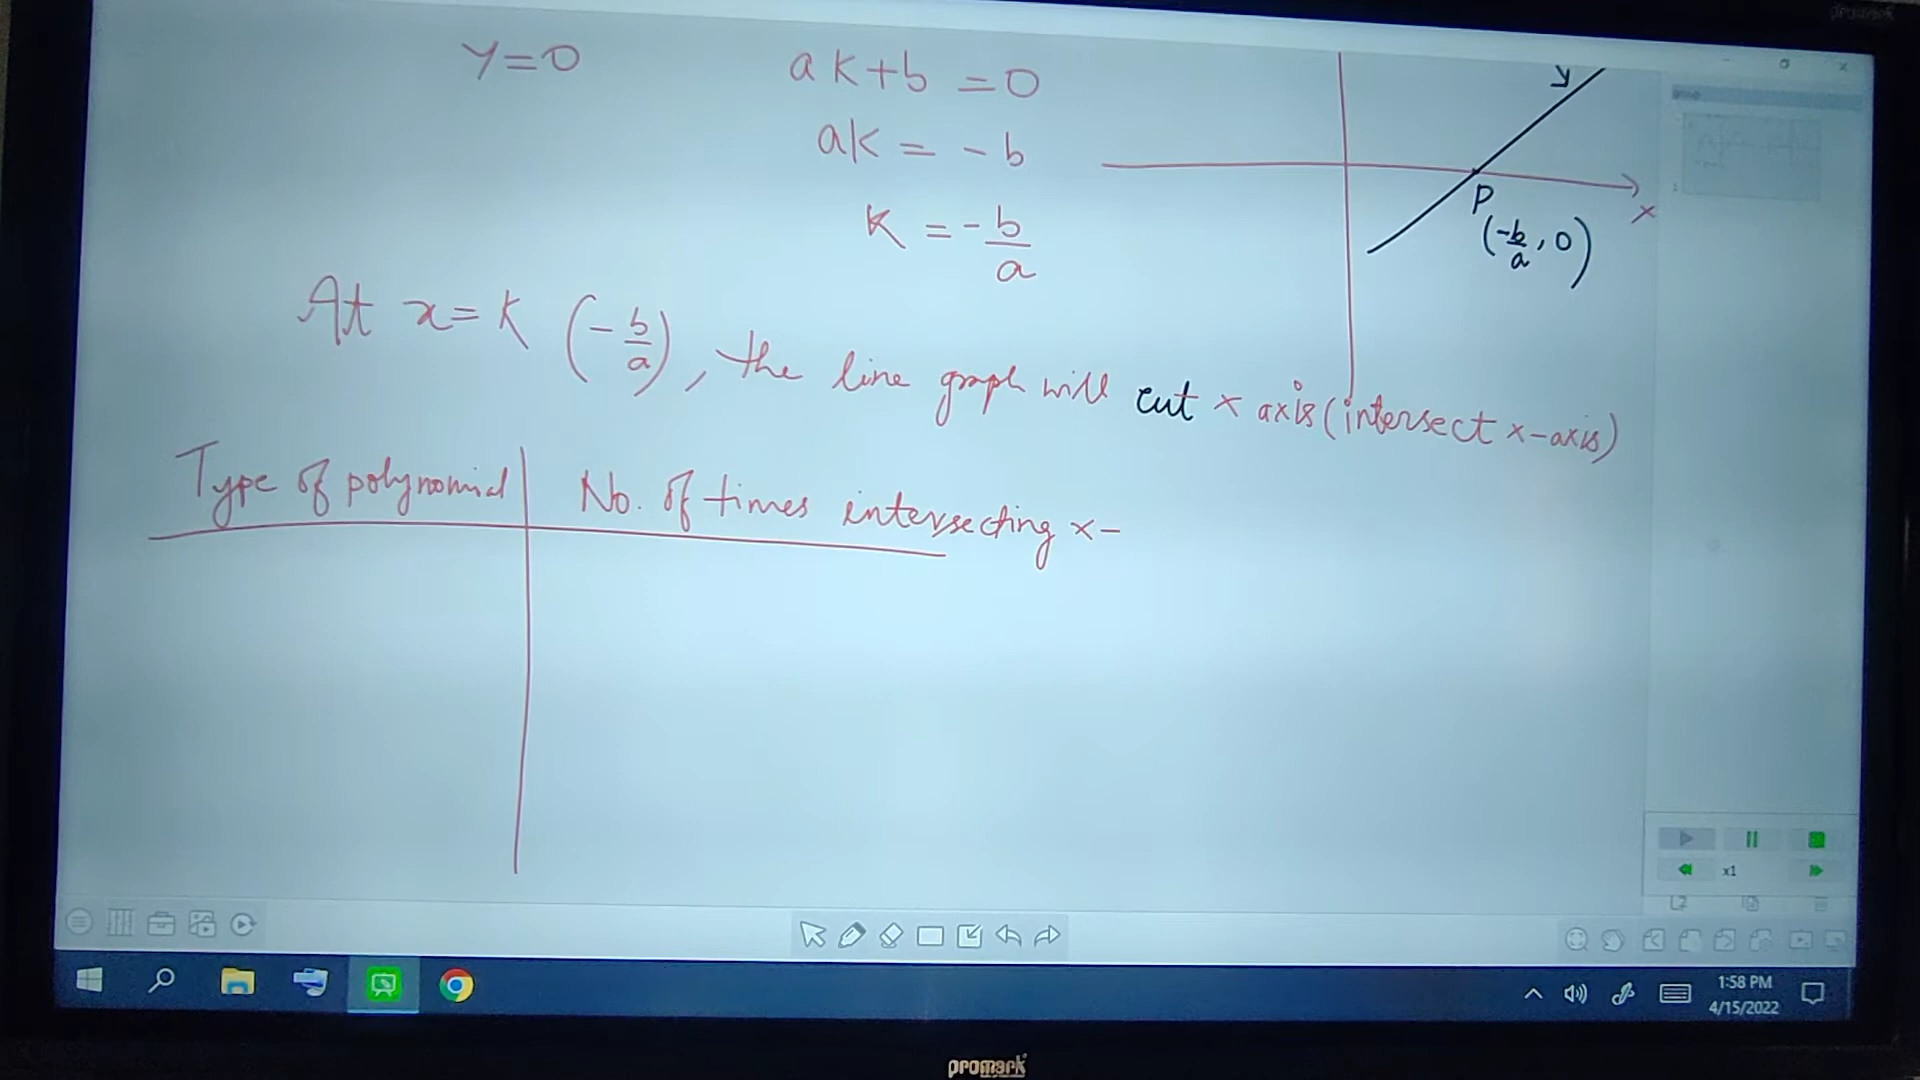 y=0
ak+b =0
ak = -b
K = -b/a
y
x
P
(-b/a, 0)
At x=K (-b/a), the line graph will cut x axis (intersect x-axis)
Type of polynomial
No. of times intersecting x-
x1
1:58 PM
4/15/2022
promark